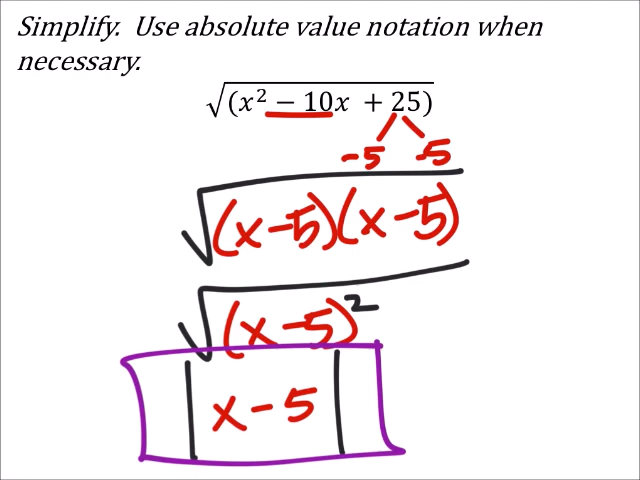 Simplify. Use absolute value notation when
necessary.
√(x² − 10x + 25)
-5 -5
√(x-5)(x-5)
√(x-5)²
|x-5|